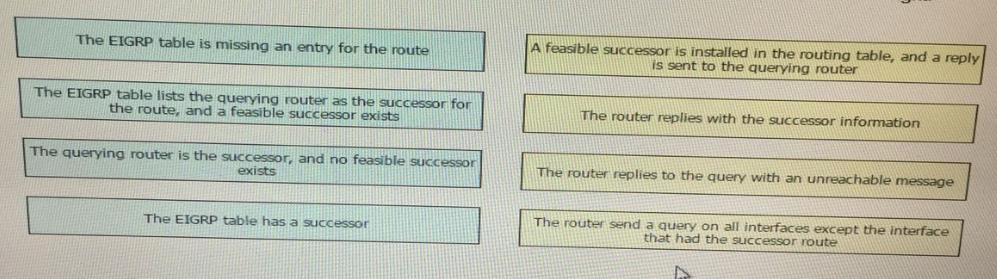 The EIGRP table is missing an entry for the route
The EIGRP table lists the querying router as the successor for
the route, and a feasible successor exists
The querying router is the successor, and no feasible successor
exists
The EIGRP table has a successor
A feasible successor is installed in the routing table, and a reply
is sent to the querying router
The router replies with the successor information
The router replies to the query with an unreachable message
The router send a query on all interfaces except the interface
that had the successor route